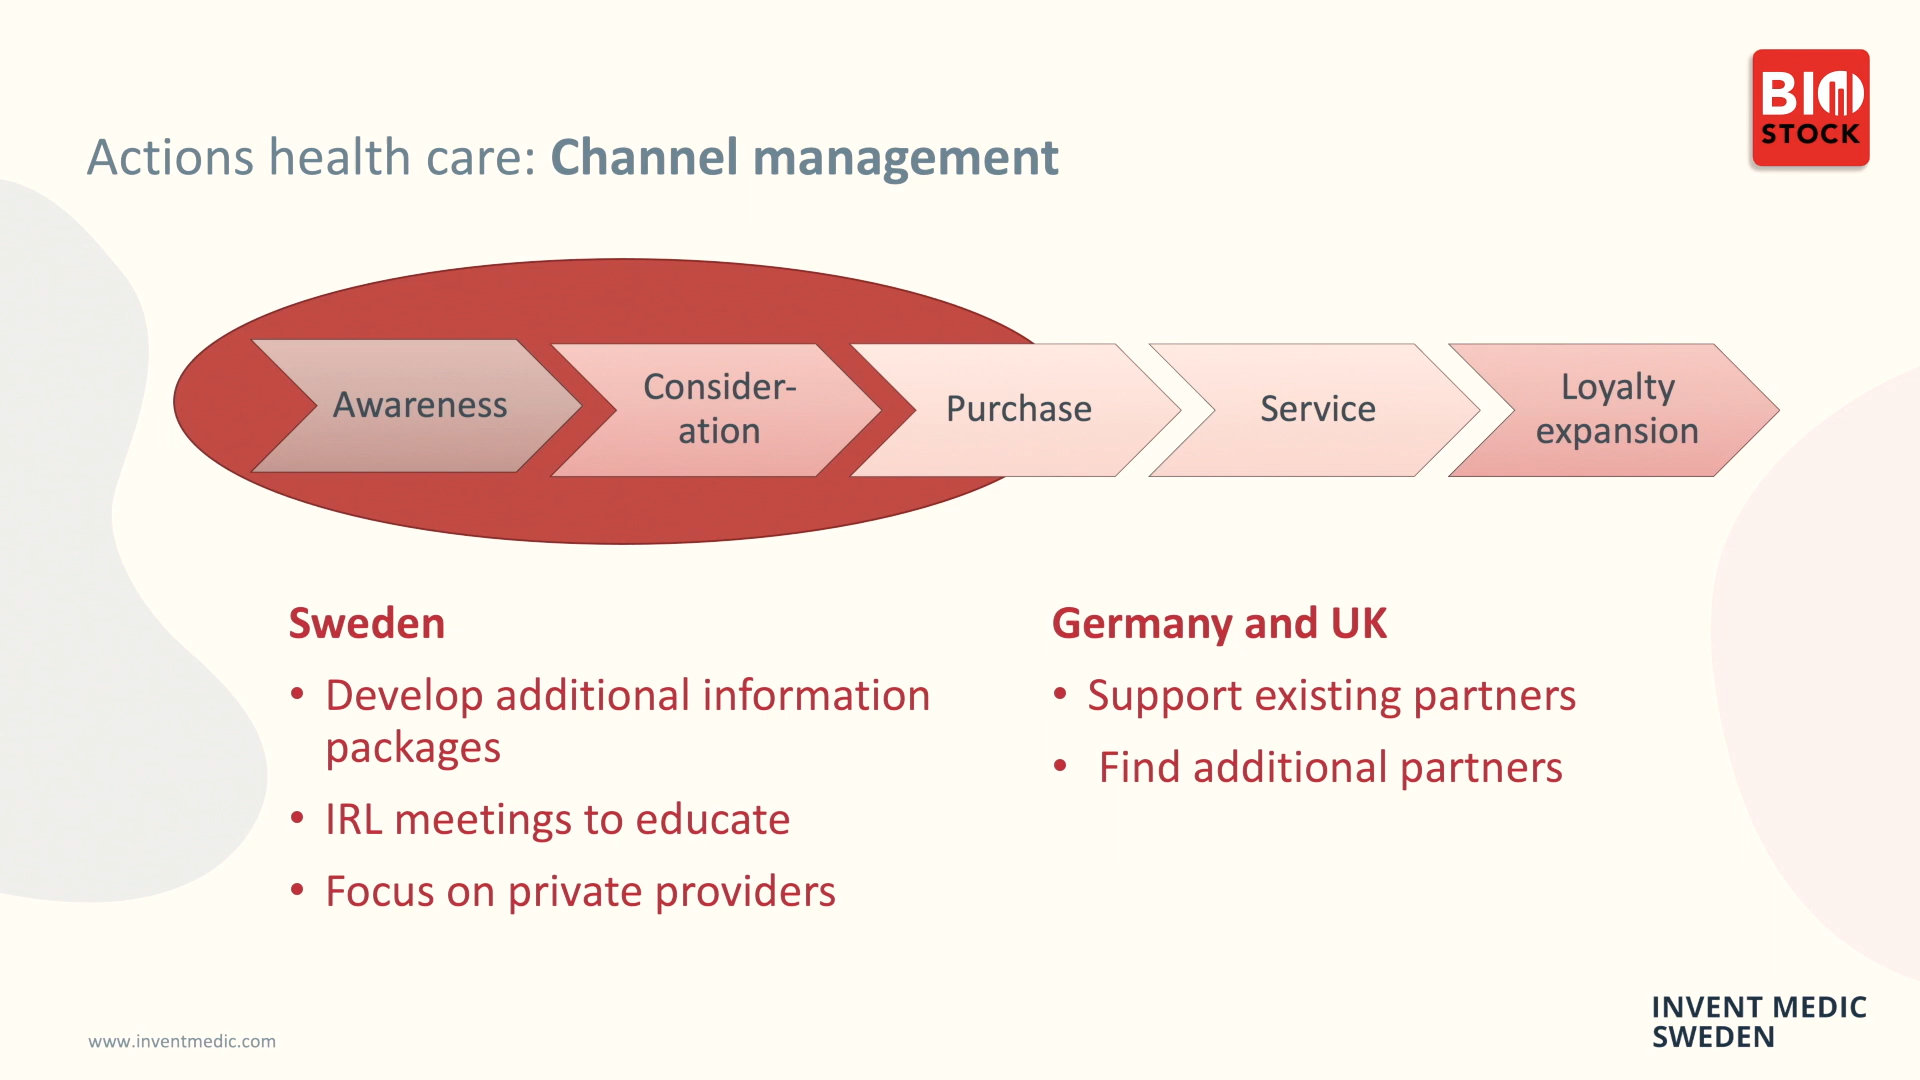 BIO
STOCK
Actions health care: Channel management
Awareness
Consider-
ation
Purchase
Service
Loyalty
expansion
Sweden
• Develop additional information
packages
• IRL meetings to educate
• Focus on private providers
Germany and UK
• Support existing partners
• Find additional partners
www.inventmedic.com
INVENT MEDIC
SWEDEN